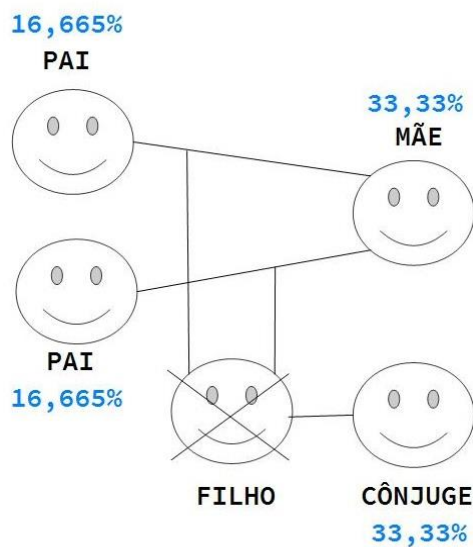 16,665%
PAI
33,33%
MÃE
PAI
16,665%
FILHO
CÔNJUGE
33,33%